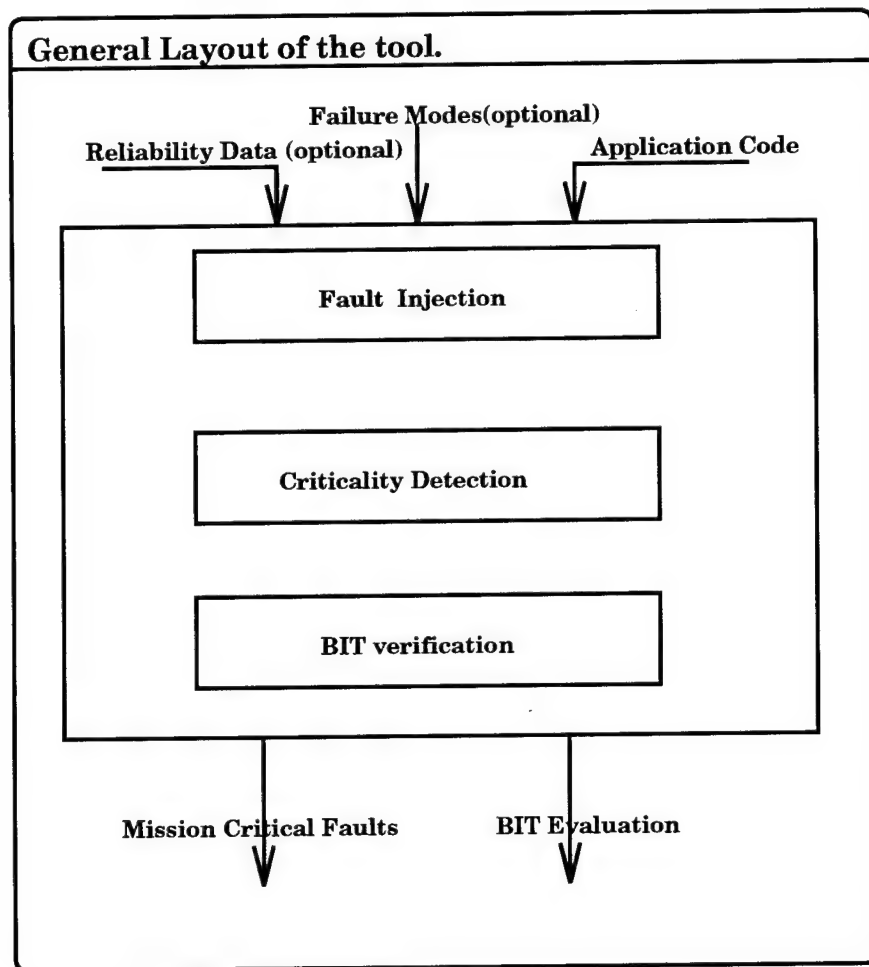 General Layout of the tool.
Failure Modes(optional)
Reliability Data (optional)
Application Code
Fault Injection
Criticality Detection
BIT verification
Mission Critical Faults
BIT Evaluation